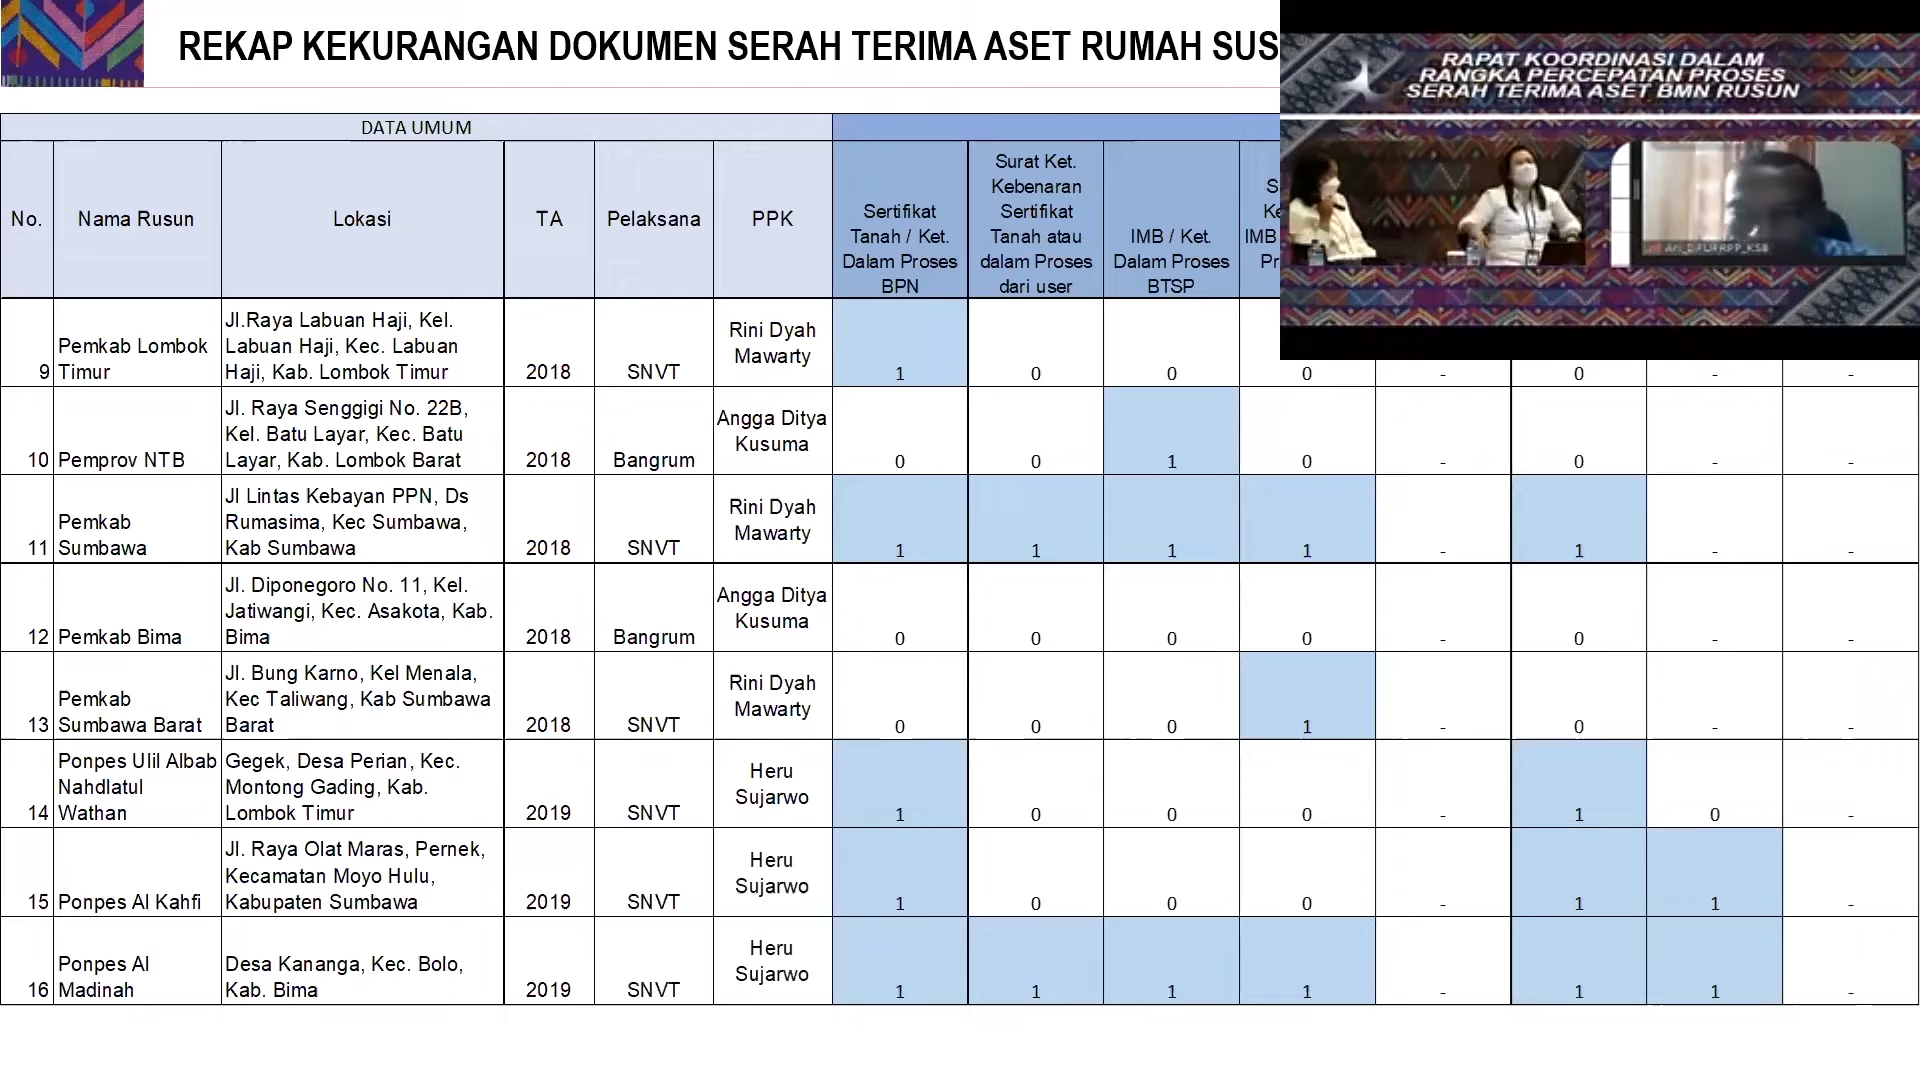 REKAP KEKURANGAN DOKUMEN SERAH TERIMA ASET RUMAH SUS
RAPAT KOORDINASI DALAM
RANGKA PERCEPATAN PROSES
SERAH TERIMA ASET BMN RUSUN
DATA UMUM
No.
Nama Rusun
Lokasi
TA
Pelaksana
PPK
Sertifikat
Tanah / Ket.
Dalam Proses
BPN
Surat Ket.
Kebenaran
Sertifikat
Tanah atau
dalam Proses
dari user
IMB / Ket.
Dalam Proses
BTSP
S
Ke
IMB
Pr
9
Pemkab Lombok
Timur
Jl.Raya Labuan Haji, Kel.
Labuan Haji, Kec. Labuan
Haji, Kab. Lombok Timur
2018
SNVT
Rini Dyah
Mawarty
1 0 0 0 - 0 - -
10
Pemprov NTB
Jl. Raya Senggigi No. 22B,
Kel. Batu Layar, Kec. Batu
Layar, Kab. Lombok Barat
2018
Bangrum
Angga Ditya
Kusuma
0 0 1 0 - 0 - -
11
Pemkab
Sumbawa
Jl Lintas Kebayan PPN, Ds
Rumasima, Kec Sumbawa,
Kab Sumbawa
2018
SNVT
Rini Dyah
Mawarty
1 1 1 1 - 1 - -
12
Pemkab Bima
Jl. Diponegoro No. 11, Kel.
Jatiwangi, Kec. Asakota, Kab.
Bima
2018
Bangrum
Angga Ditya
Kusuma
0 0 0 0 - 0 - -
13
Pemkab
Sumbawa Barat
Jl. Bung Karno, Kel Menala,
Kec Taliwang, Kab Sumbawa
Barat
2018
SNVT
Rini Dyah
Mawarty
0 0 0 1 - 0 - -
14
Ponpes Ulil Albab
Nahdlatul
Wathan
Gegek, Desa Perian, Kec.
Montong Gading, Kab.
Lombok Timur
2019
SNVT
Heru
Sujarwo
1 0 0 0 - 1 0 -
15
Ponpes Al Kahfi
Jl. Raya Olat Maras, Pernek,
Kecamatan Moyo Hulu,
Kabupaten Sumbawa
2019
SNVT
Heru
Sujarwo
1 0 0 0 - 1 1 -
16
Ponpes Al
Madinah
Desa Kananga, Kec. Bolo,
Kab. Bima
2019
SNVT
Heru
Sujarwo
1 1 1 1 - 1 1 -